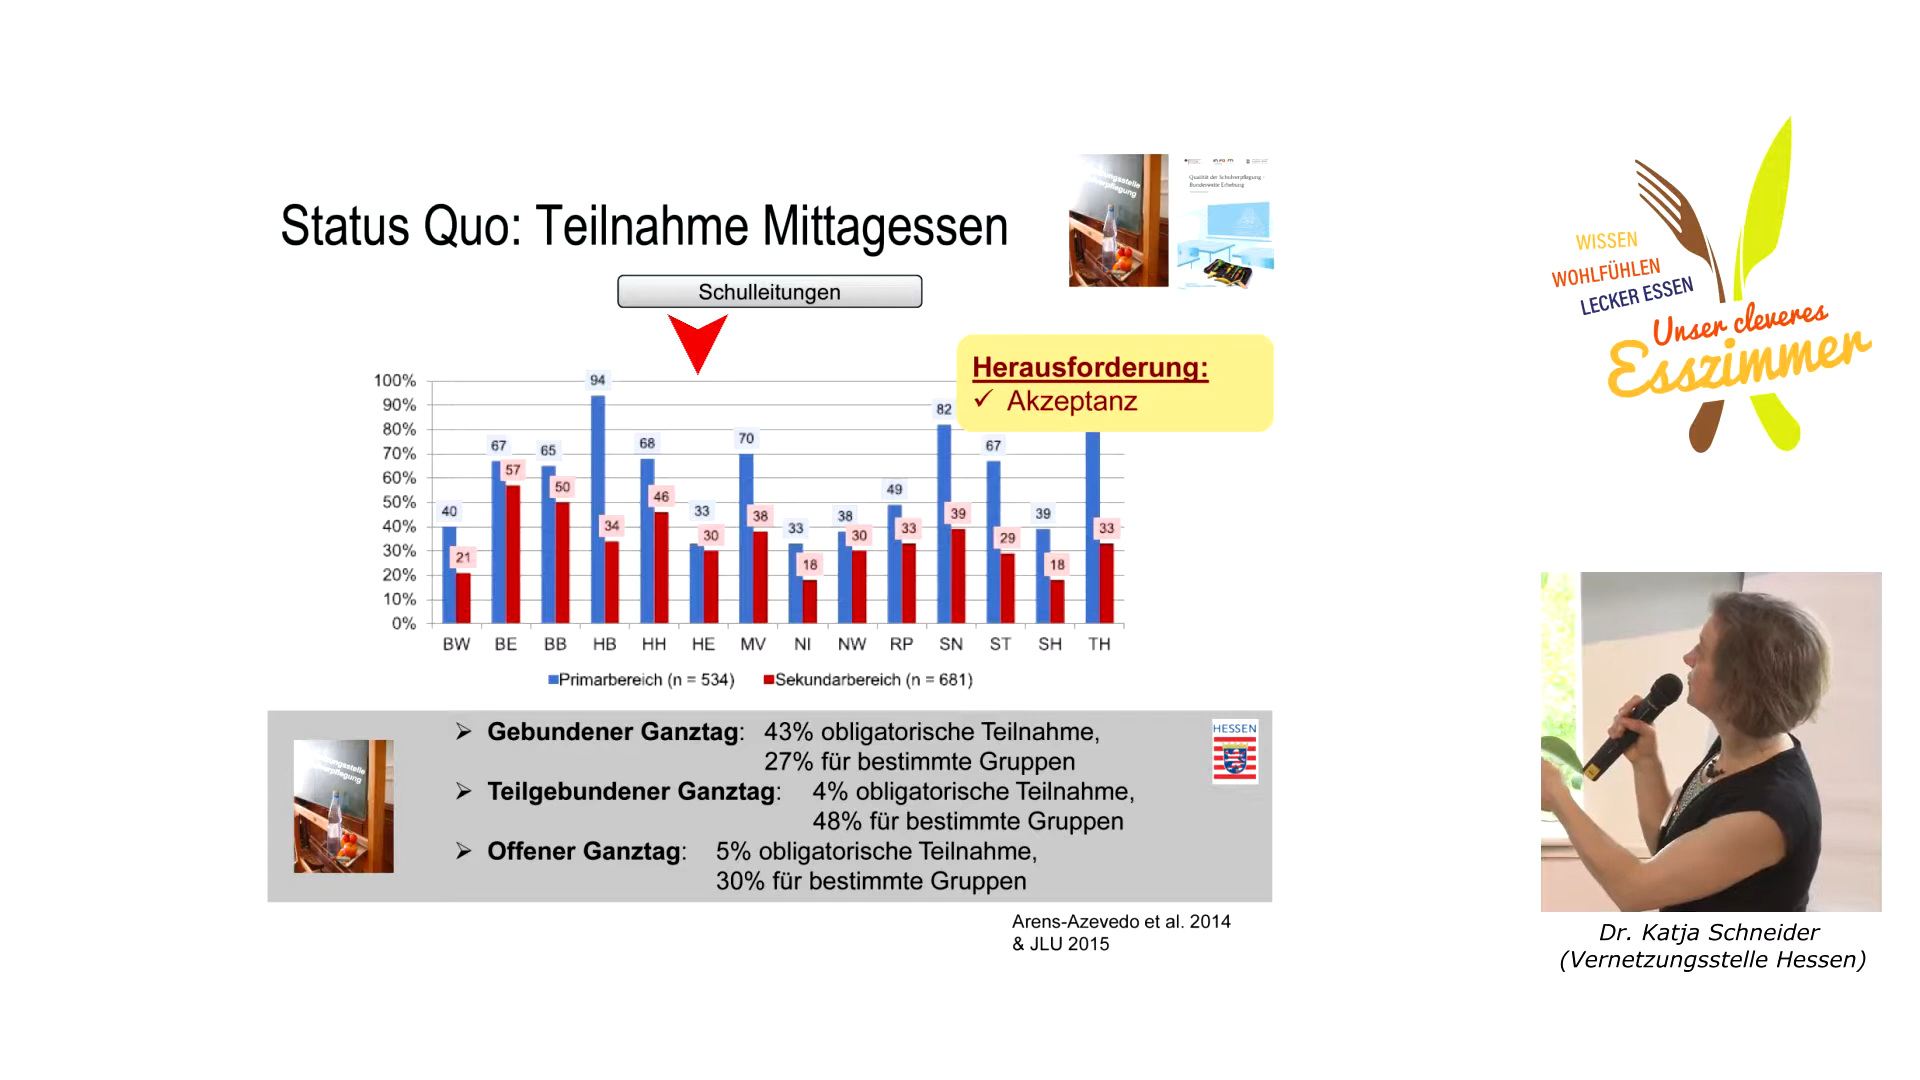 Status Quo: Teilnahme Mittagessen
Qualität der Schulverpflegung -
Bundesweite Erhebung
Schulleitungen
Herausforderung:
✓ Akzeptanz
100%
90%
80%
70%
60%
50%
40%
30%
20%
10%
0%
40 21 67 57 65 50 94 34 68 46 33 30 70 38 33 18 38 30 49 33 82 39 67 29 39 18 33
BW BE BB HB HH HE MV NI NW RP SN ST SH TH
Primarbereich (n = 534) Sekundarbereich (n = 681)
➢ Gebundener Ganztag: 43% obligatorische Teilnahme,
27% für bestimmte Gruppen
➢ Teilgebundener Ganztag: 4% obligatorische Teilnahme,
48% für bestimmte Gruppen
➢ Offener Ganztag: 5% obligatorische Teilnahme,
30% für bestimmte Gruppen
HESSEN
Arens-Azevedo et al. 2014
& JLU 2015
WISSEN
WOHLFÜHLEN
LECKER ESSEN
Unser cleveres
Esszimmer
Dr. Katja Schneider
(Vernetzungsstelle Hessen)